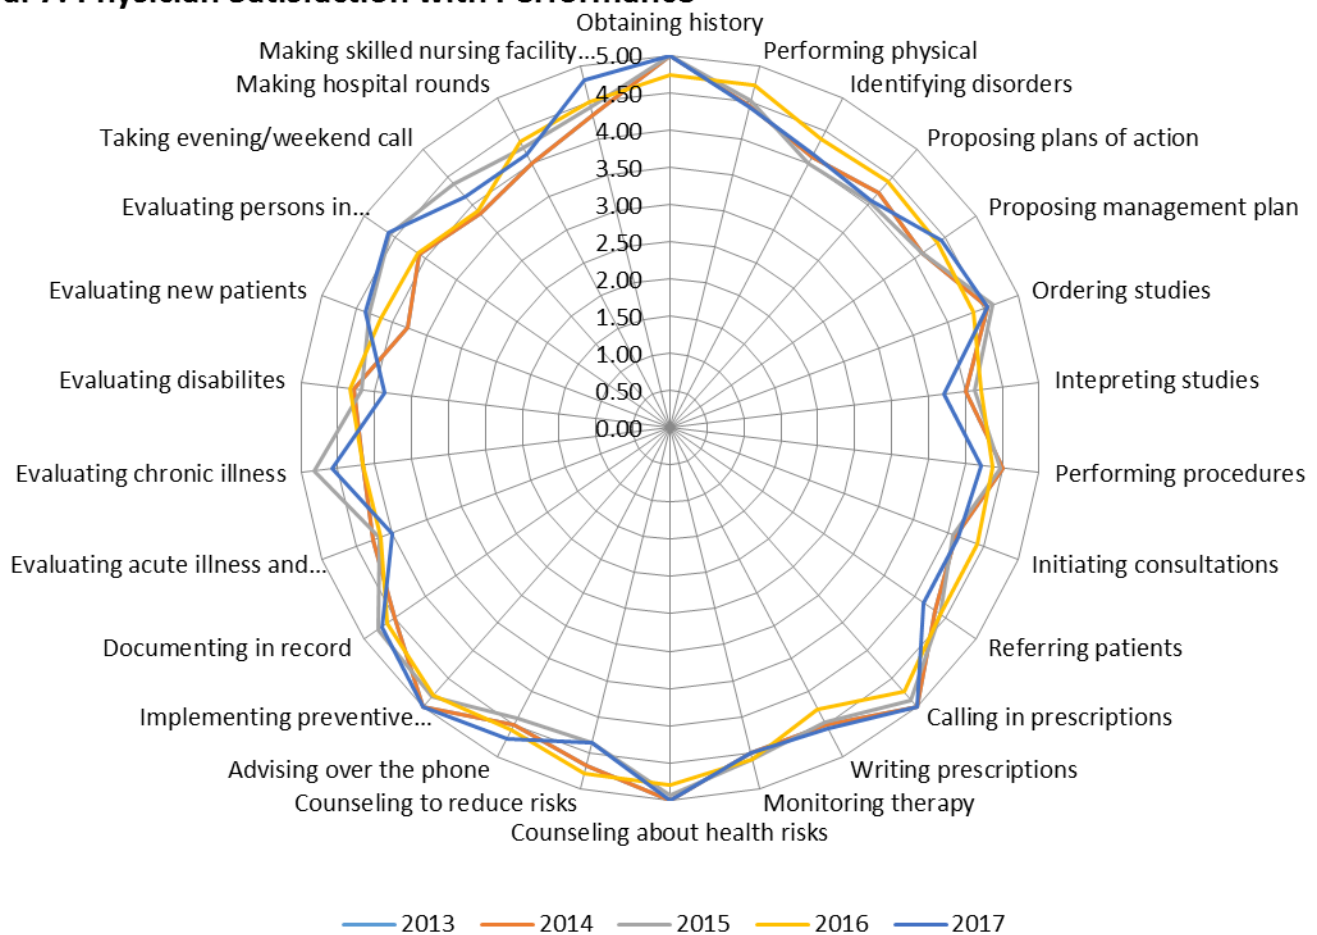 Physician Satisfaction with Performance
Obtaining history
Making skilled nursing facility...
5.00
Performing physical
Making hospital rounds
4.50
Identifying disorders
Taking evening/weekend call
4.00
Proposing plans of action
3.50
Evaluating persons in...
3.00
Proposing management plan
2.50
Evaluating new patients
2.00
Ordering studies
1.50
1.00
Evaluating disabilites
0.50
Intepreting studies
0.00
Evaluating chronic illness
Performing procedures
Evaluating acute illness and...
Initiating consultations
Documenting in record
Referring patients
Implementing preventive...
Calling in prescriptions
Advising over the phone
Writing prescriptions
Counseling to reduce risks
Monitoring therapy
Counseling about health risks
2013 2014 2015 2016 2017